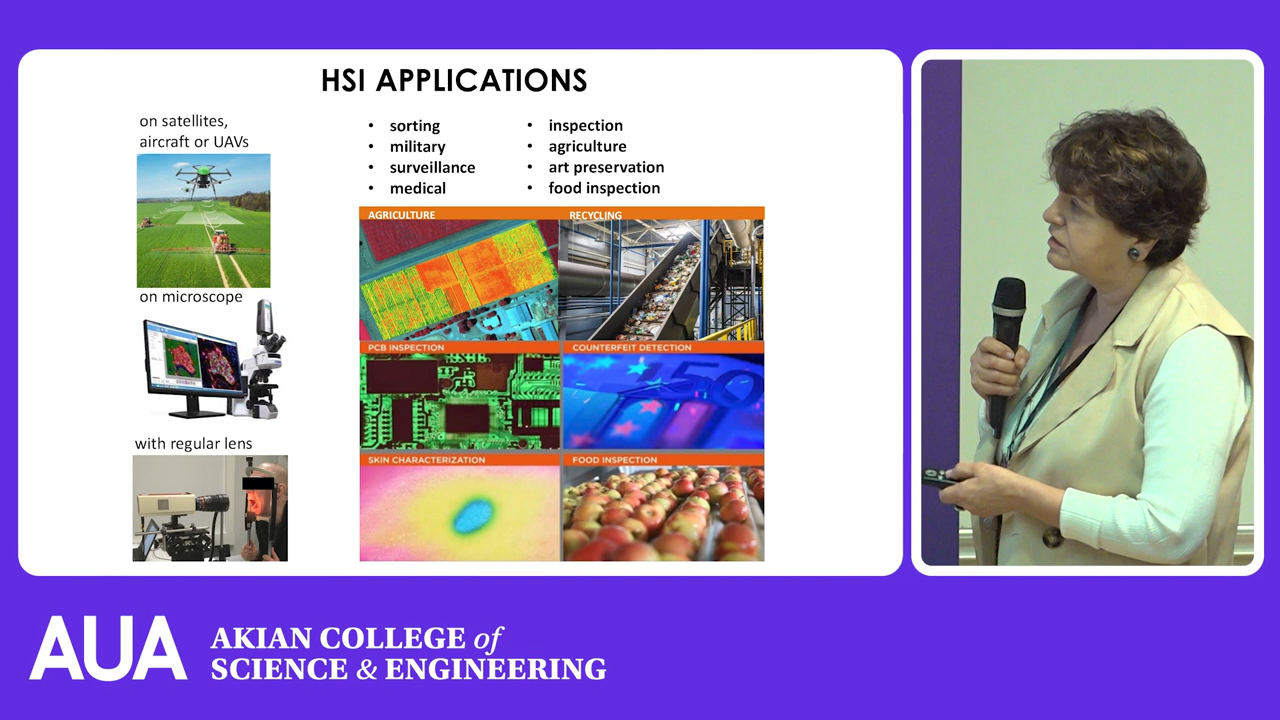 HSI APPLICATIONS
on satellites,
aircraft or UAVs
on microscope
with regular lens
• sorting
• military
• surveillance
• medical
• inspection
• agriculture
• art preservation
• food inspection
AGRICULTURE
RECYCLING
PCB INSPECTION
COUNTERFEIT DETECTION
50
SKIN CHARACTERIZATION
FOOD INSPECTION
AUA
AKIAN COLLEGE of
SCIENCE & ENGINEERING